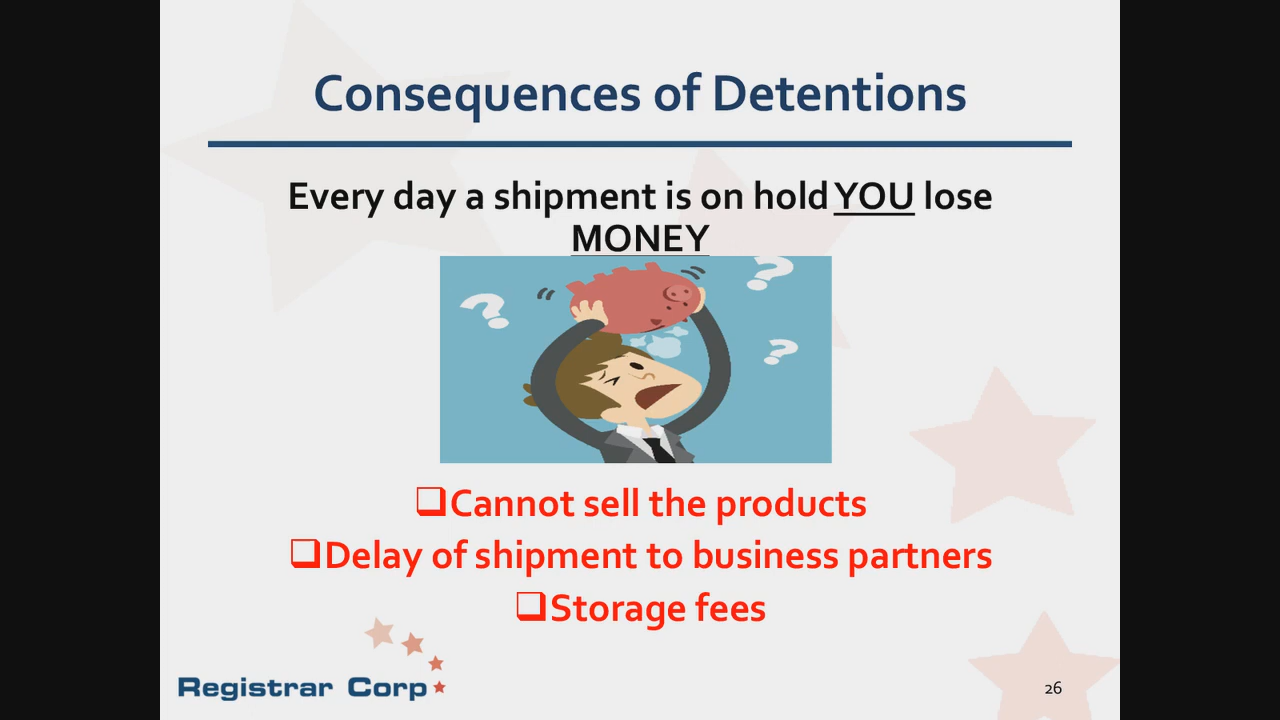 Consequences of Detentions
Every day a shipment is on hold YOU lose
MONEY
? ? ?
❑Cannot sell the products
❑Delay of shipment to business partners
❑Storage fees
Registrar Corp
26